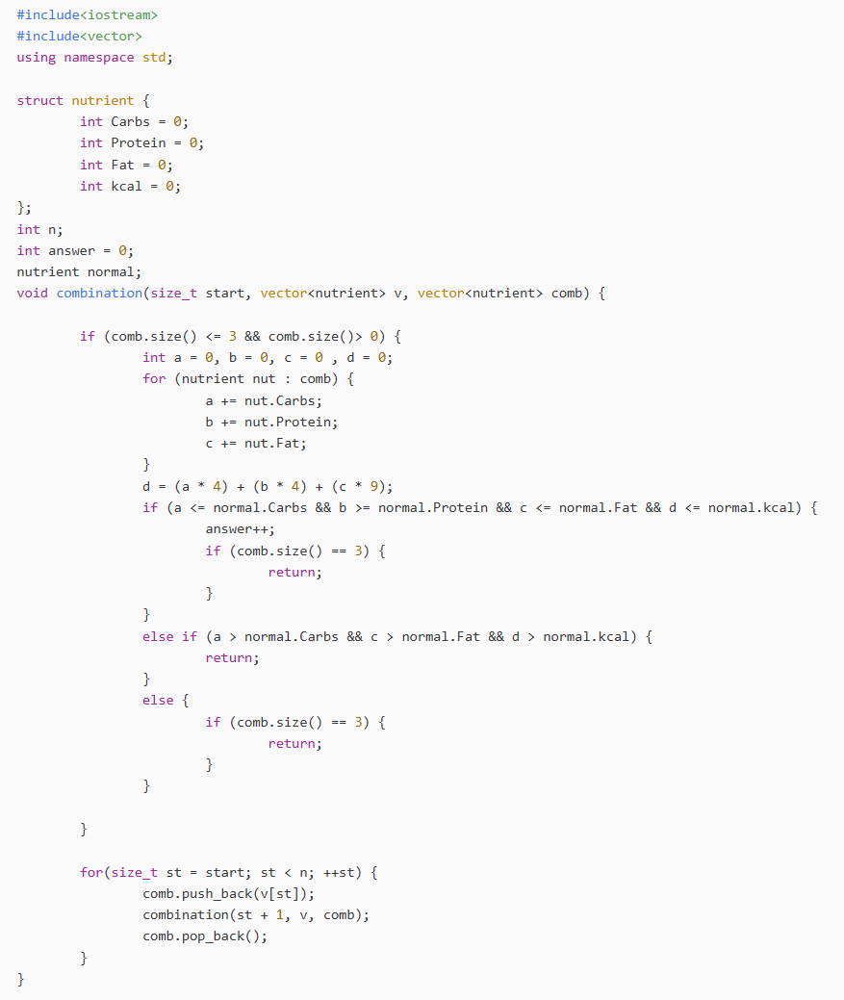 #include<iostream>
#include<vector>
using namespace std;

struct nutrient {
        int Carbs = 0;
        int Protein = 0;
        int Fat = 0;
        int kcal = 0;
};
int n;
int answer = 0;
nutrient normal;
void combination(size_t start, vector<nutrient> v, vector<nutrient> comb) {

        if (comb.size() <= 3 && comb.size()> 0) {
                int a = 0, b = 0, c = 0 , d = 0;
                for (nutrient nut : comb) {
                        a += nut.Carbs;
                        b += nut.Protein;
                        c += nut.Fat;
                }
                d = (a * 4) + (b * 4) + (c * 9);
                if (a <= normal.Carbs && b >= normal.Protein && c <= normal.Fat && d <= normal.kcal) {
                        answer++;
                        if (comb.size() == 3) {
                                return;
                        }
                }
                else if (a > normal.Carbs && c > normal.Fat && d > normal.kcal) {
                        return;
                }
                else {
                        if (comb.size() == 3) {
                                return;
                        }
                }

        }

        for(size_t st = start; st < n; ++st) {
                comb.push_back(v[st]);
                combination(st + 1, v, comb);
                comb.pop_back();
        }
}